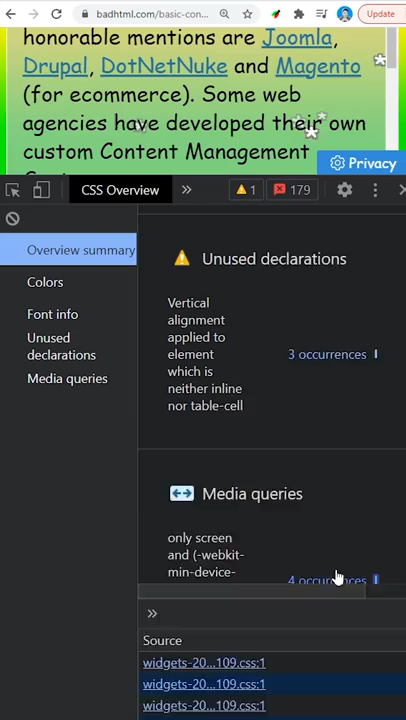 badhtml.com/basic-con...
Update
honorable mentions are Joomla,
Drupal, DotNetNuke and Magento
(for ecommerce). Some web
agencies have developed their own
custom Content Management
Privacy
CSS Overview
1
179
Overview summary
Colors
Font info
Unused
declarations
Media queries
Unused declarations
Vertical
alignment
applied to
element
which is
neither inline
nor table-cell
3 occurrences
Media queries
only screen
and (-webkit-
min-device-
4 occurrences
Source
widgets-20...109.css:1
widgets-20...109.css:1
widgets-20...109.css:1